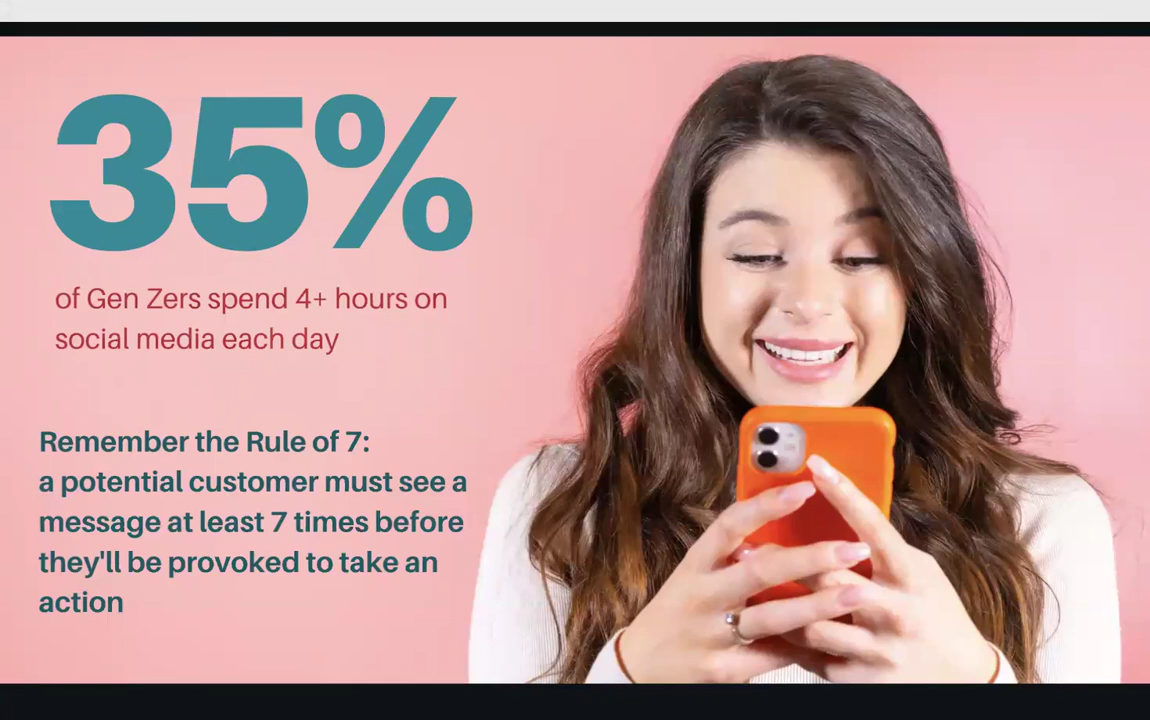 35%
of Gen Zers spend 4+ hours on
social media each day
Remember the Rule of 7:
a potential customer must see a
message at least 7 times before
they'll be provoked to take an
action